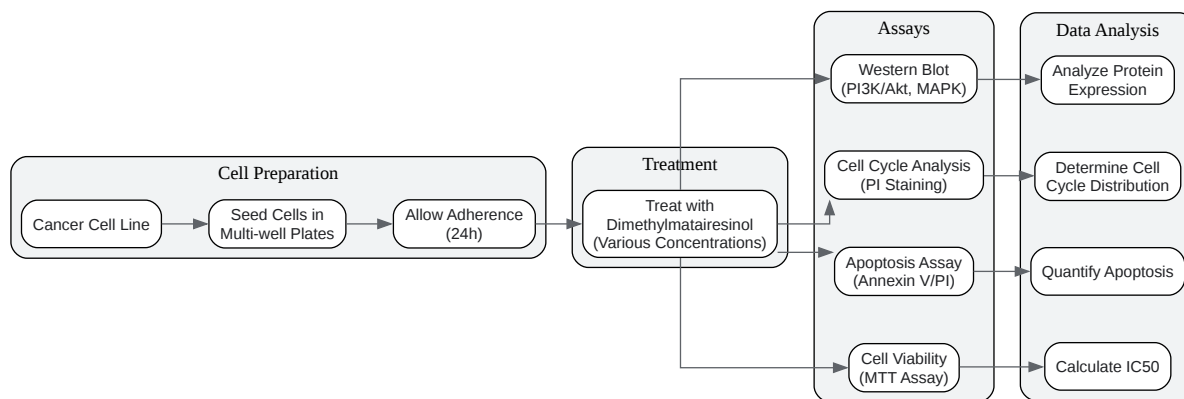 Cell Preparation
Cancer Cell Line
Seed Cells in
Multi-well Plates
Allow Adherence
(24h)
Treatment
Treat with
Dimethylmatairesinol
(Various Concentrations)
Assays
Western Blot
(PI3K/Akt, MAPK)
Cell Cycle Analysis
(PI Staining)
Apoptosis Assay
(Annexin V/PI)
Cell Viability
(MTT Assay)
Data Analysis
Analyze Protein
Expression
Determine Cell
Cycle Distribution
Quantify Apoptosis
Calculate IC50